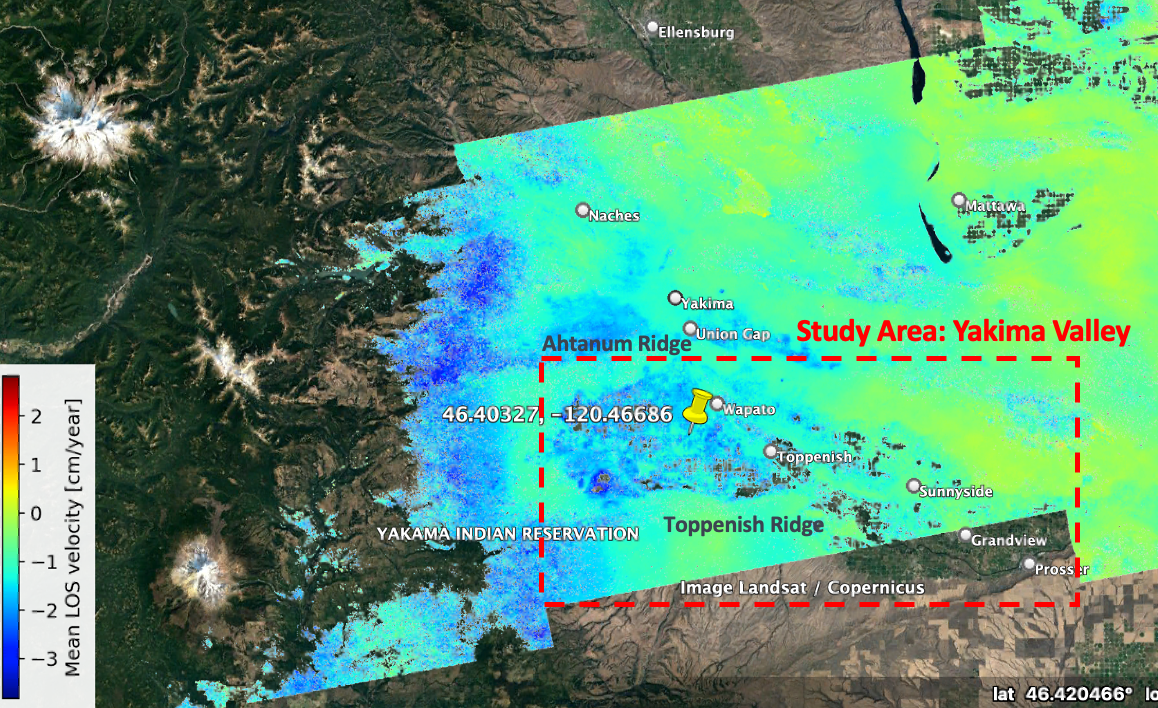 Ellensburg
Naches
Mattawa
Yakima
Union Gap
Study Area: Yakima Valley
Ahtanum Ridge
46.40327, -120.46686
Wapato
Toppenish
Sunnyside
YAKAMA INDIAN RESERVATION
Toppenish Ridge
Grandview
Prosser
Image Landsat / Copernicus
2
1
0
−1
−2
−3
Mean LOS velocity [cm/year]
lat 46.420466° lo